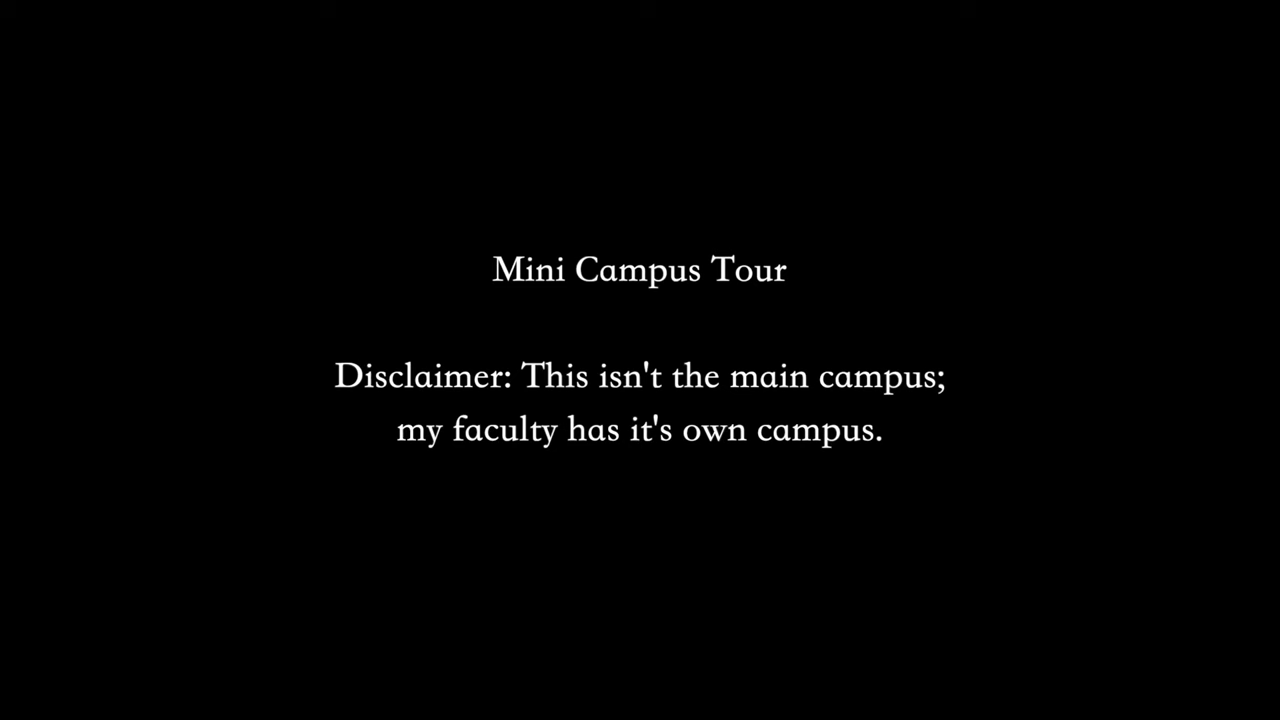 Mini Campus Tour
Disclaimer: This isn't the main campus;
my faculty has it's own campus.